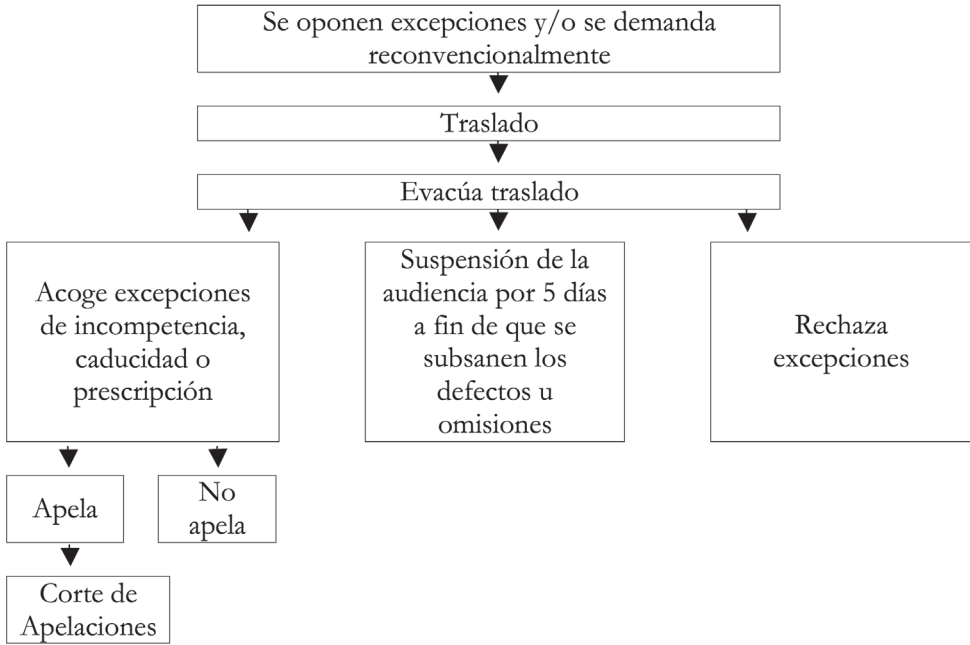 Se oponen excepciones y/o se demanda
reconvencionalmente
Traslado
Evacúa traslado
Acoge excepciones
de incompetencia,
caducidad o
prescripción
Suspensión de la
audiencia por 5 días
a fin de que se
subsanen los
defectos u
omisiones
Rechaza
excepciones
Apela
No
apela
Corte de
Apelaciones